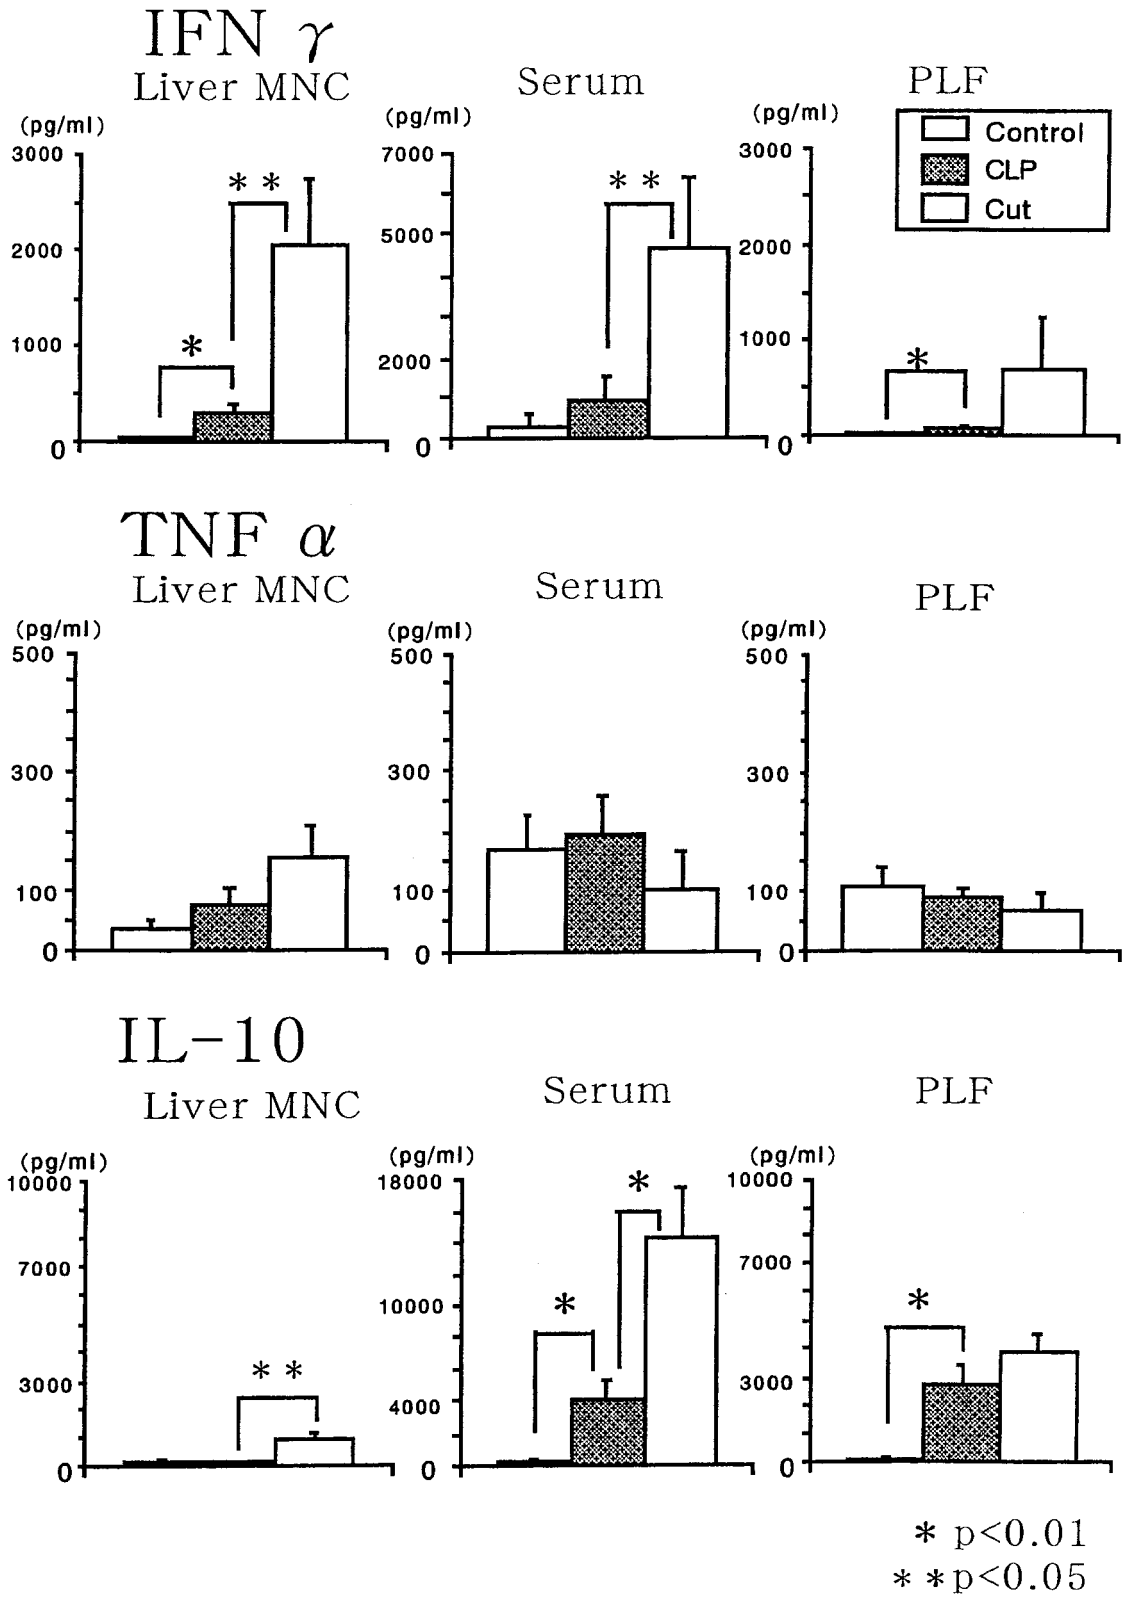 IFN γ
Liver MNC
Serum
PLF
(pg/ml)
3000
2000
1000
0
* *
*
(pg/ml)
7000
5000
2000
0
* *
(pg/ml)
3000
2000
1000
0
*
Control
CLP
Cut
TNF α
Liver MNC
Serum
PLF
(pg/ml)
500
300
100
0
(pg/ml)
500
300
100
0
(pg/ml)
500
300
100
0
IL-10
Liver MNC
Serum
PLF
(pg/ml)
10000
7000
3000
0
* *
(pg/ml)
18000
10000
4000
0
*
*
(pg/ml)
10000
7000
3000
0
*
* p<0.01
* * p<0.05